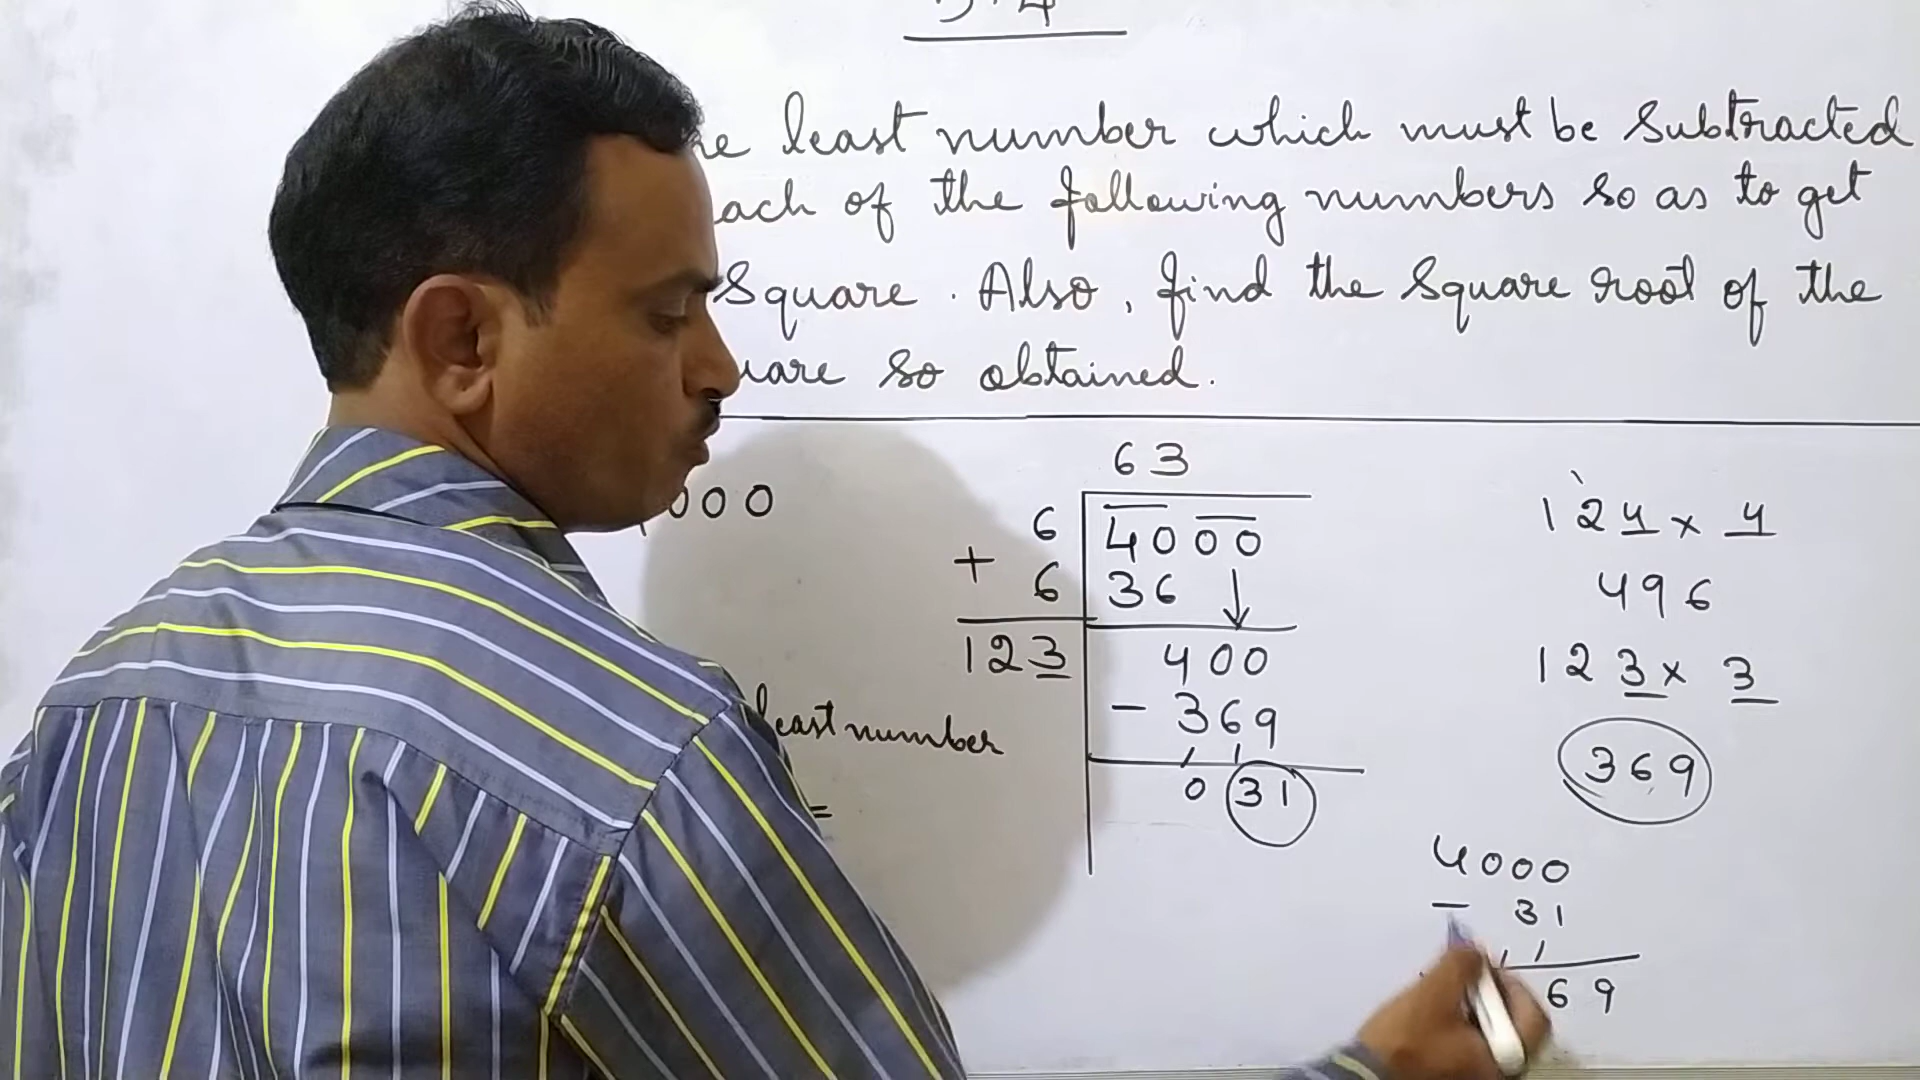 least number which must be subtracted
of the following numbers so as to get
Square. Also, find the square root of the
so obtained.
63
000
6
4000
+ 6
36
123
400
- 369
0 31
least number
=
124 x 4
496
123 x 3
369
4000
- 31
69